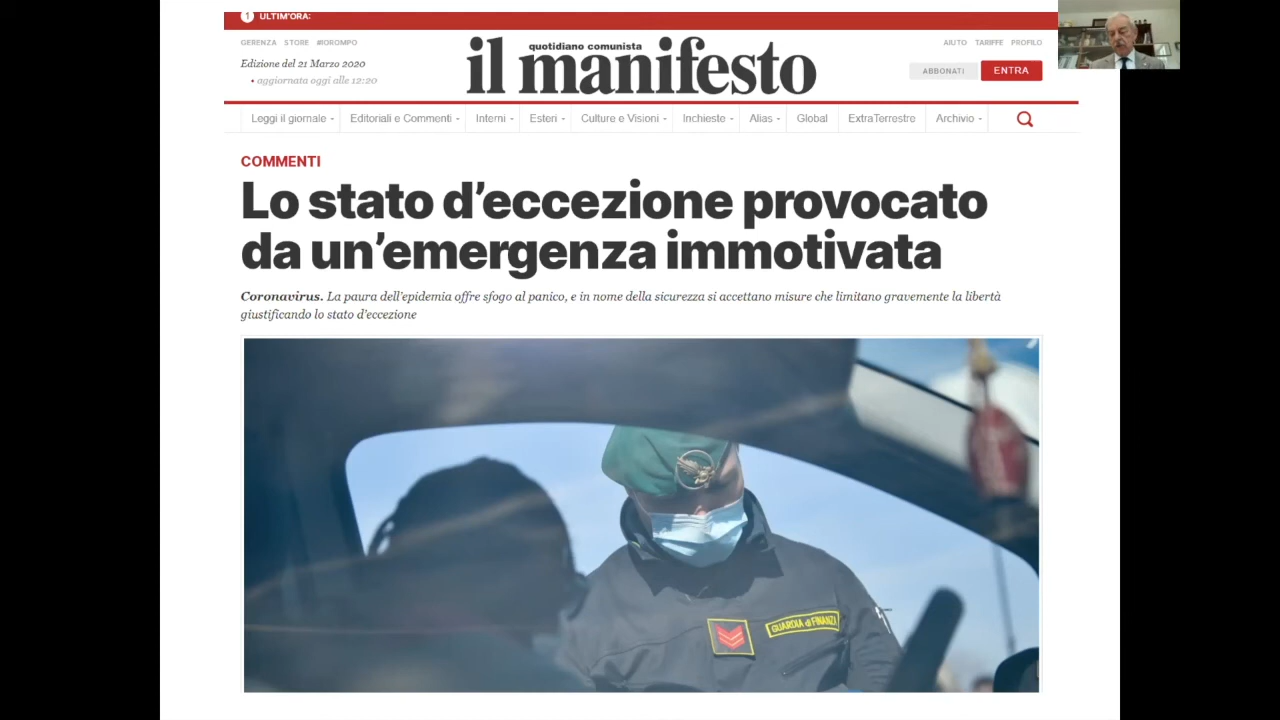 1 ULTIM'ORA:
GERENZA STORE #IOROMPO
AIUTO TARIFFE PROFILO
quotidiano comunista
il manifesto
Edizione del 21 Marzo 2020
• aggiornata oggi alle 12:20
ABBONATI ENTRA
Leggi il giornale Editoriali e Commenti Interni Esteri Culture e Visioni Inchieste Alias Global ExtraTerrestre Archivio
COMMENTI
Lo stato d'eccezione provocato
da un'emergenza immotivata
Coronavirus. La paura dell'epidemia offre sfogo al panico, e in nome della sicurezza si accettano misure che limitano gravemente la libertà
giustificando lo stato d'eccezione
GUARDIA di FINANZA